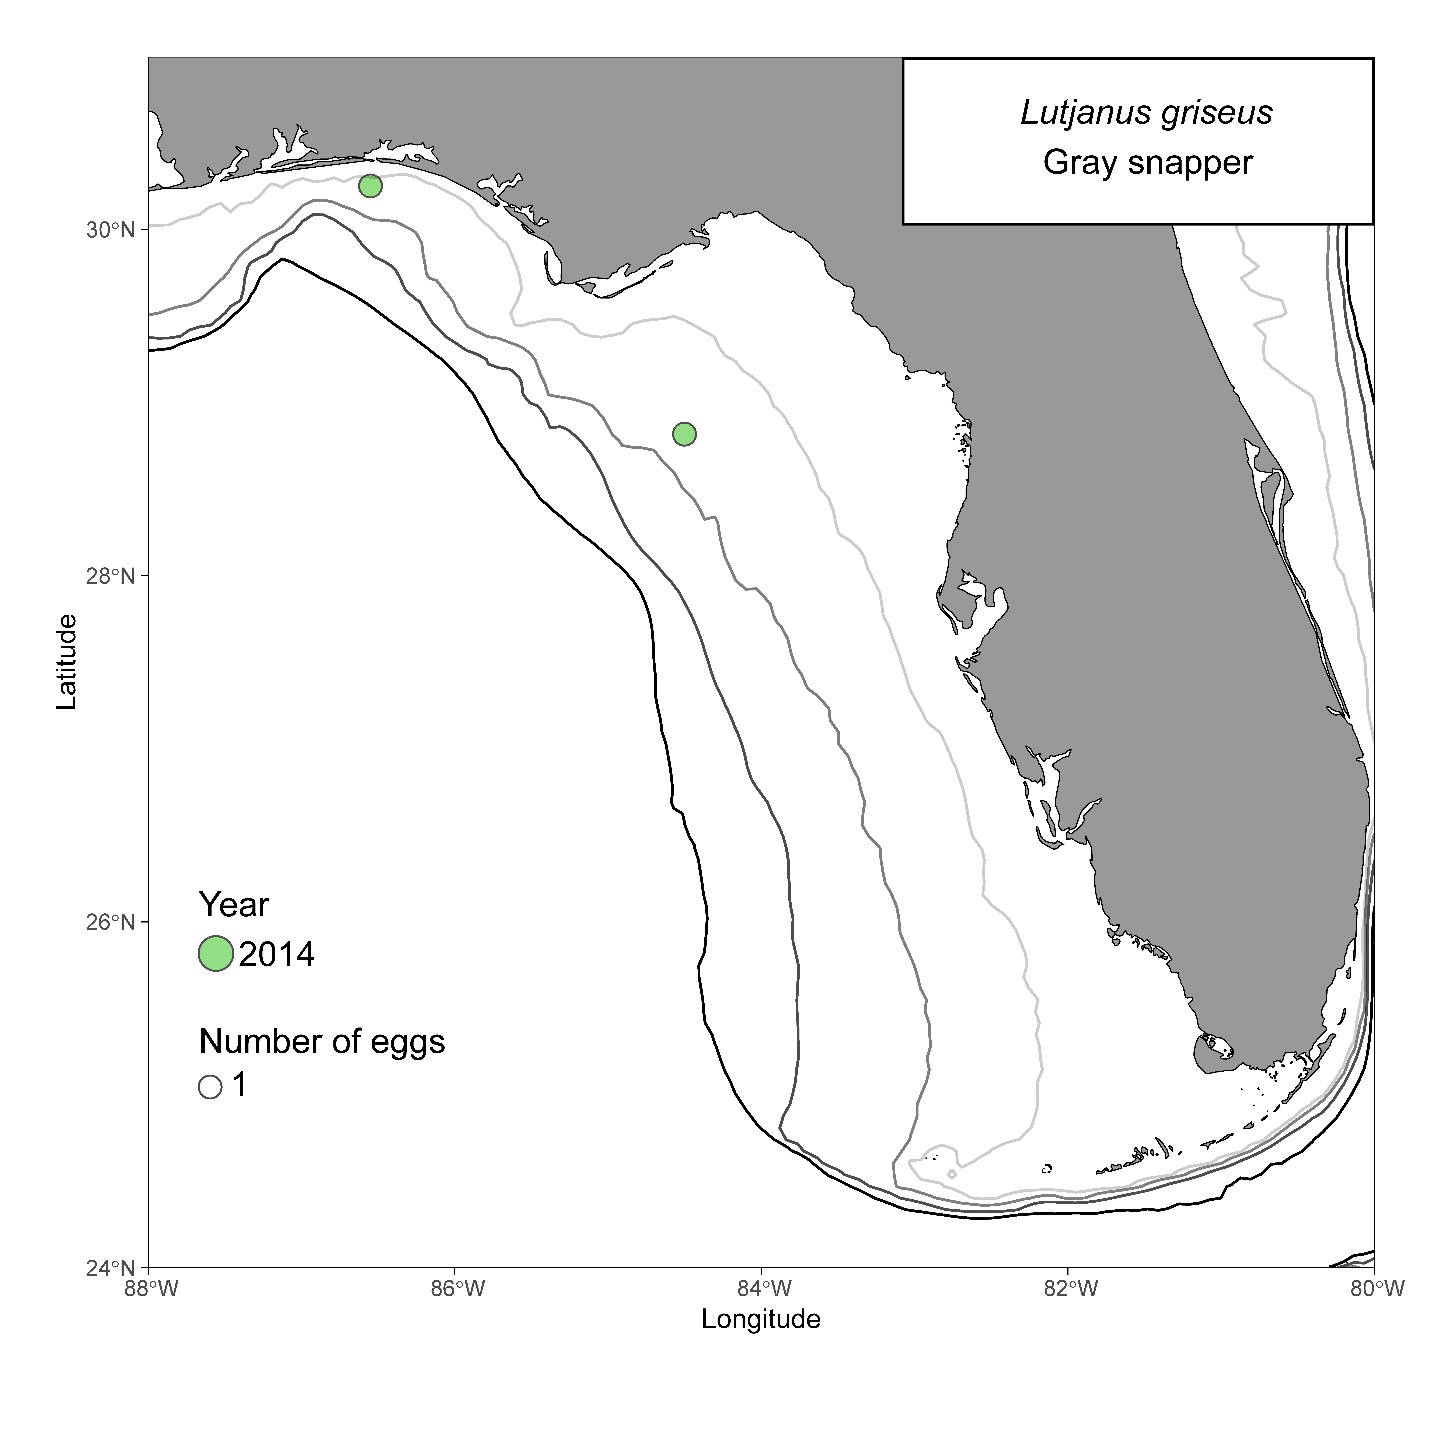 Lutjanus griseus
Gray snapper
30°N
28°N
26°N
24°N
Latitude
Year
2014
Number of eggs
1
88°W
86°W
84°W
82°W
80°W
Longitude